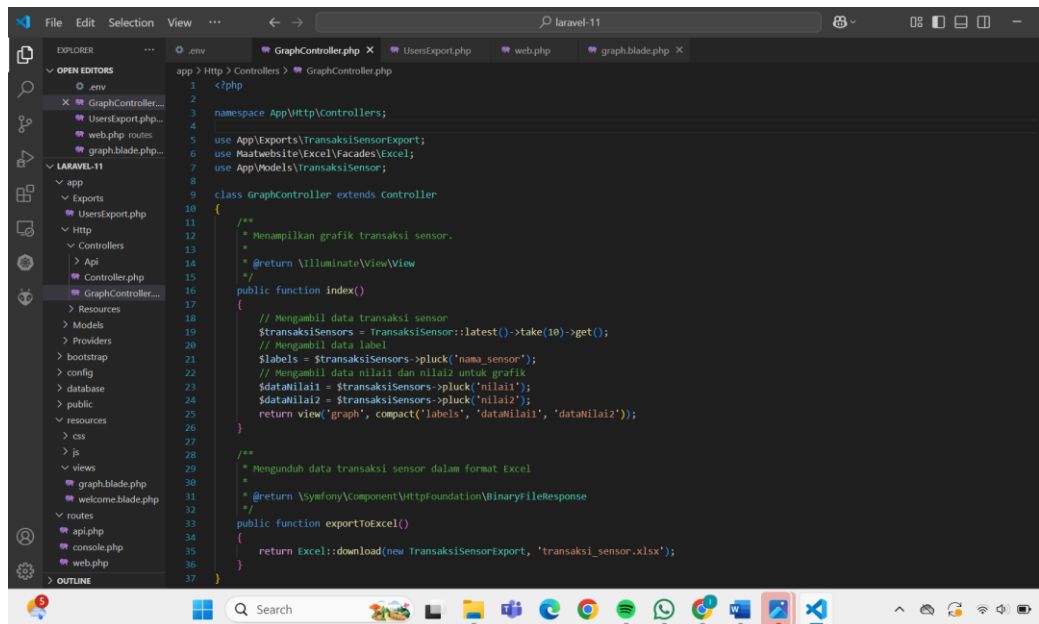 File Edit Selection View ... laravel-11
EXPLORER ...
OPEN EDITORS
.env
GraphController....
UsersExport.php...
web.php routes
graph.blade.php...
LARAVEL-11
app
Exports
UsersExport.php
Http
Controllers
Api
Controller.php
GraphController....
Resources
Models
Providers
bootstrap
config
database
public
resources
css
js
views
graph.blade.php
welcome.blade.php
routes
api.php
console.php
web.php
OUTLINE
.env GraphController.php UsersExport.php web.php graph.blade.php
app > Http > Controllers > GraphController.php
1 <?php
2
3 namespace App\Http\Controllers;
4
5 use App\Exports\TransaksiSensorExport;
6 use Maatwebsite\Excel\Facades\Excel;
7 use App\Models\TransaksiSensor;
8
9 class GraphController extends Controller
10 {
11 /**
12 * Menampilkan grafik transaksi sensor.
13 *
14 * @return \Illuminate\View\View
15 */
16 public function index()
17 {
18 // Mengambil data transaksi sensor
19 $transaksiSensors = TransaksiSensor::latest()->take(10)->get();
20 // Mengambil data label
21 $labels = $transaksiSensors->pluck('nama_sensor');
22 // Mengambil data nilai1 dan nilai2 untuk grafik
23 $dataNilai1 = $transaksiSensors->pluck('nilai1');
24 $dataNilai2 = $transaksiSensors->pluck('nilai2');
25 return view('graph', compact('labels', 'dataNilai1', 'dataNilai2'));
26 }
27
28 /**
29 * Mengunduh data transaksi sensor dalam format Excel
30 *
31 * @return \Symfony\Component\HttpFoundation\BinaryFileResponse
32 */
33 public function exportToExcel()
34 {
35 return Excel::download(new TransaksiSensorExport, 'transaksi_sensor.xlsx');
36 }
37 }
5 Search